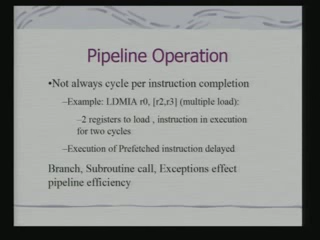 Pipeline Operation
•Not always cycle per instruction completion
–Example: LDMIA r0, [r2,r3] (multiple load):
–2 registers to load , instruction in execution
for two cycles
–Execution of Prefetched instruction delayed
Branch, Subroutine call, Exceptions effect
pipeline efficiency